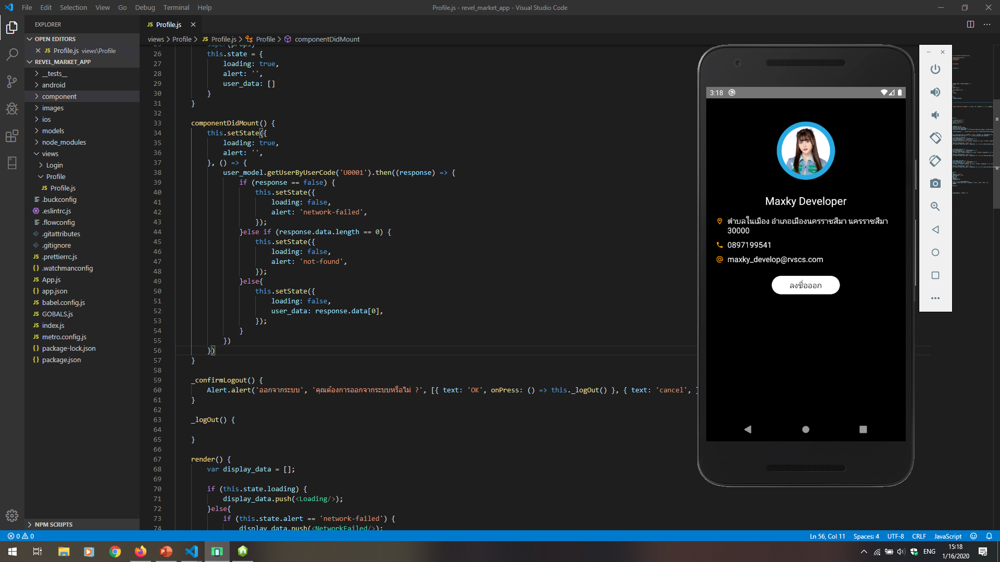 File Edit Selection View Go Debug Terminal Help
Profile.js - revel_market_app - Visual Studio Code
EXPLORER
OPEN EDITORS
JS Profile.js views\Profile
REVEL_MARKET_APP
__tests__
android
component
images
ios
models
node_modules
views
Login
Profile
JS Profile.js
.buckconfig
.eslintrc.js
.flowconfig
.gitattributes
.gitignore
JS .prettierrc.js
{} .watchmanconfig
JS App.js
{} app.json
JS babel.config.js
JS GOBALS.js
JS index.js
JS metro.config.js
{} package-lock.json
{} package.json
NPM SCRIPTS
JS Profile.js
views > Profile > JS Profile.js > Profile > componentDidMount
25 super(props)
26 this.state = {
27 loading: true,
28 alert: '',
29 user_data: []
30 }
31 }
32
33 componentDidMount() {
34 this.setState({
35 loading: true,
36 alert: '',
37 }, () => {
38 user_model.getUserByUserCode('U0001').then((response) => {
39 if (response == false) {
40 this.setState({
41 loading: false,
42 alert: 'network-failed',
43 });
44 }else if (response.data.length == 0) {
45 this.setState({
46 loading: false,
47 alert: 'not-found',
48 });
49 }else{
50 this.setState({
51 loading: false,
52 user_data: response.data[0],
53 });
54 }
55 })
56 })
57 }
58
59 _confirmLogout() {
60 Alert.alert('ออกจากระบบ', 'คุณต้องการออกจากระบบหรือไม่ ?', [{ text: 'OK', onPress: () => this._logOut() }, { text: 'cancel', }
61 }
62
63 _logOut() {
64
65 }
66
67 render() {
68 var display_data = [];
69
70 if (this.state.loading) {
71 display_data.push(<Loading/>);
72 }else{
73 if (this.state.alert == 'network-failed') {
74 display_data.push(<NetworkFailed/>);
3:18
Maxky Developer
ตำบลในเมือง อำเภอเมืองนครราชสีมา นครราชสีมา
30000
0897199541
maxky_develop@rvscs.com
ลงชื่อออก
0 0
Ln 56, Col 11 Spaces: 4 UTF-8 CRLF JavaScript
ENG
15:18
1/16/2020